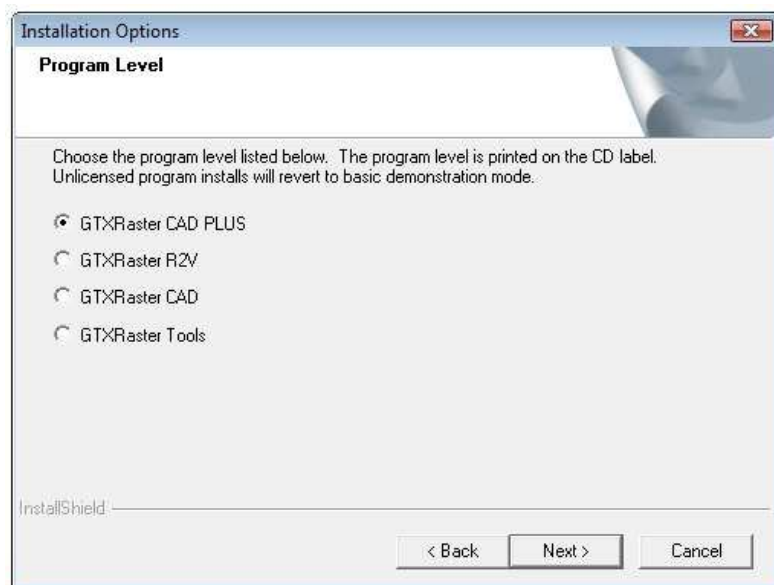 Installation Options
Program Level
Choose the program level listed below.  The program level is printed on the CD label.
Unlicensed program installs will revert to basic demonstration mode.
GTXRaster CAD PLUS
GTXRaster R2V
GTXRaster CAD
GTXRaster Tools
InstallShield
< Back
Next >
Cancel